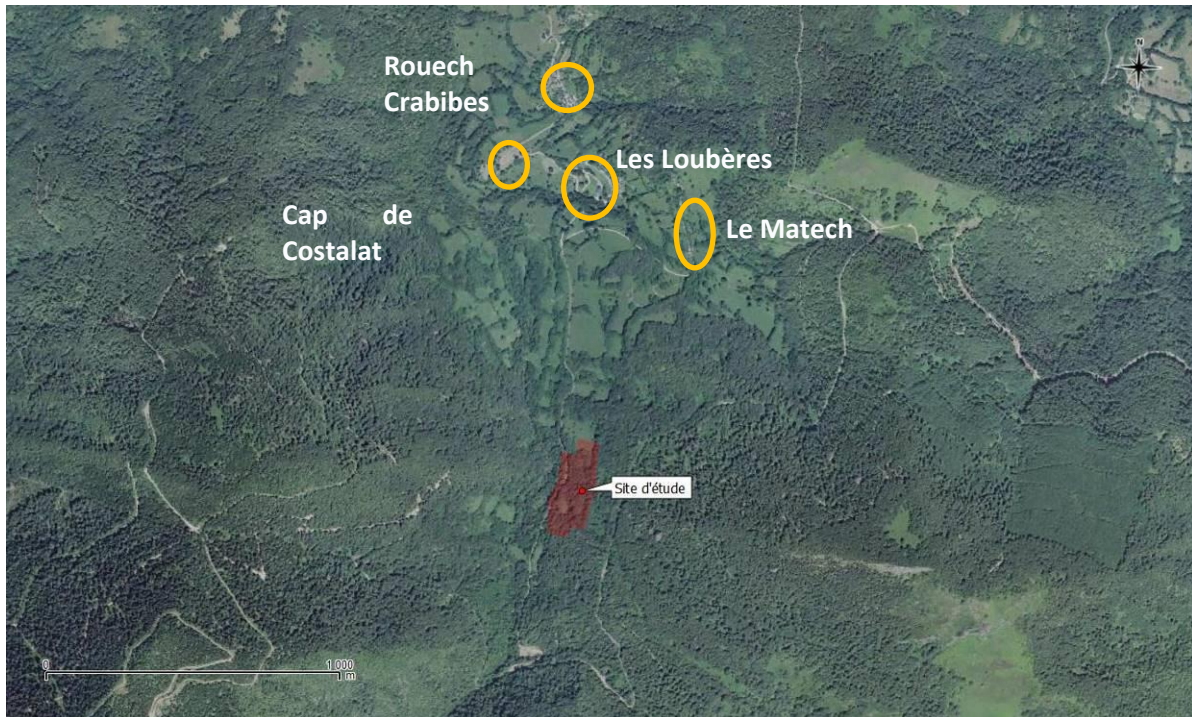 N
Rouech
Crabibes
Les Loubères
Cap de
Costalat
Le Matech
Site d'étude
0
1 000
m